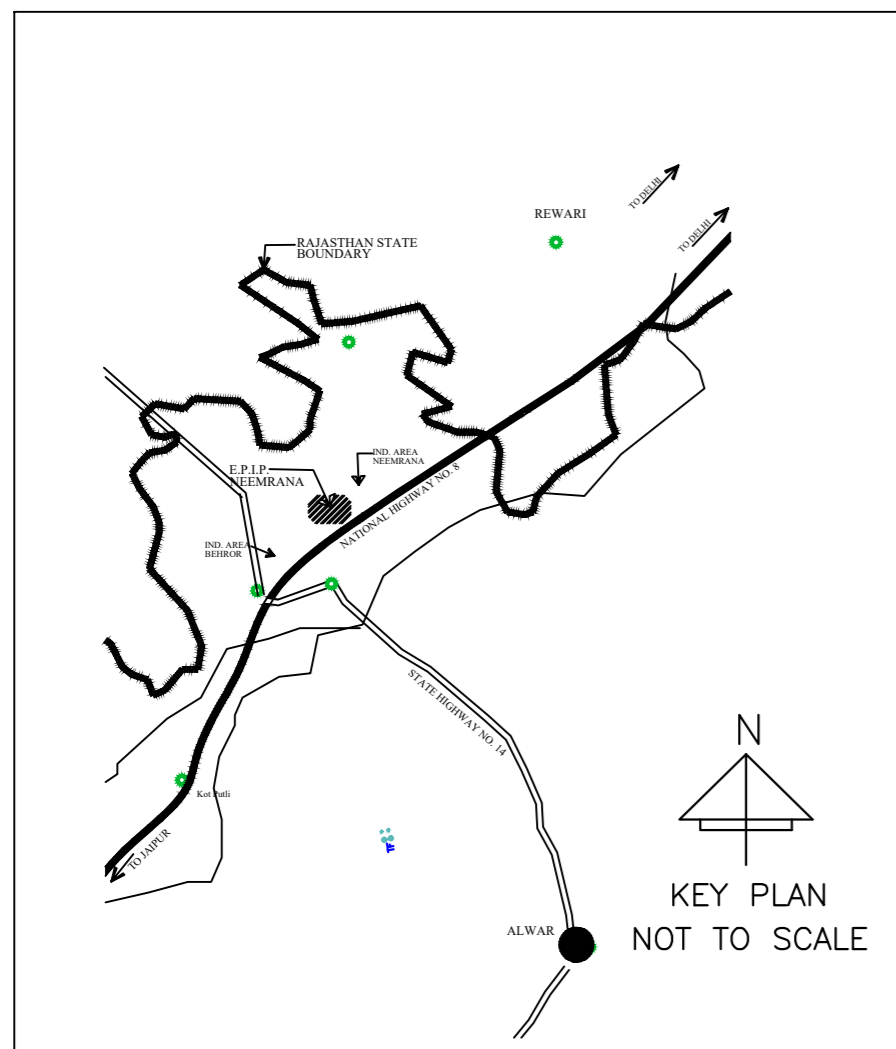 TO DELHI
REWARI
TO DELHI
RAJASTHAN STATE
BOUNDARY
IND. AREA
NEEMRANA
E.P.I.P.
NEEMRANA
NATIONAL HIGHWAY NO. 8
IND. AREA
BEHROR
STATE HIGHWAY NO. 14
N
Kot Putli
TO JAIPUR
KEY PLAN
ALWAR
NOT TO SCALE